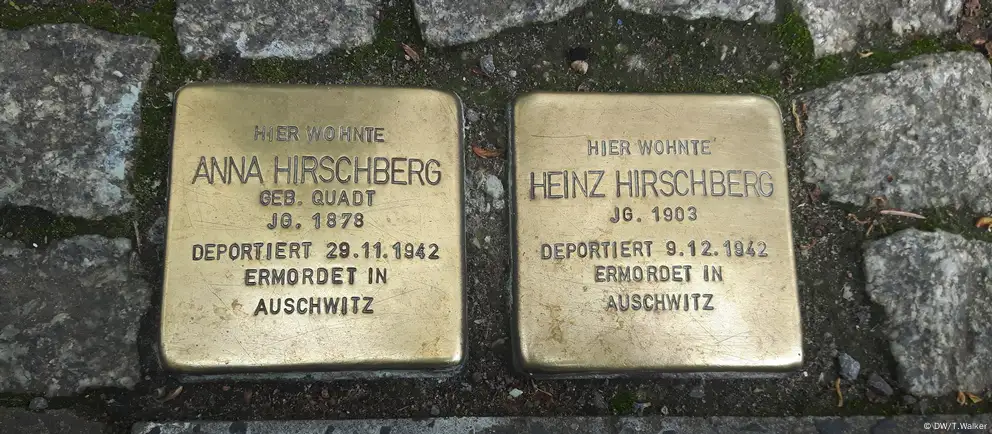 HIER WOHNTE
ANNA HIRSCHBERG
GEB. QUADT
JG. 1878
DEPORTIERT 29.11.1942
ERMORDET IN
AUSCHWITZ
HIER WOHNTE
HEINZ HIRSCHBERG
JG. 1903
DEPORTIERT 9.12.1942
ERMORDET IN
AUSCHWITZ
© DW/T.Walker